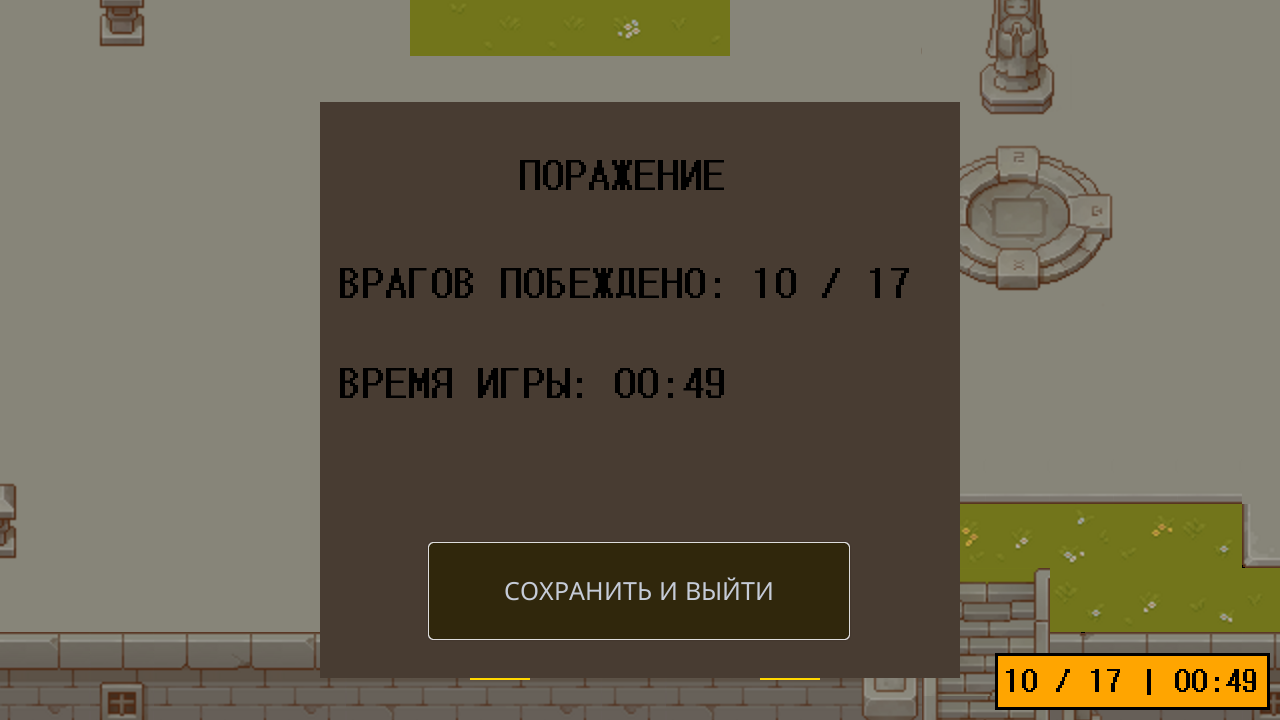 ПОРАЖЕНИЕ
ВРАГОВ ПОБЕЖДЕНО: 10 / 17
ВРЕМЯ ИГРЫ: 00:49
СОХРАНИТЬ И ВЫЙТИ
10 / 17 | 00:49